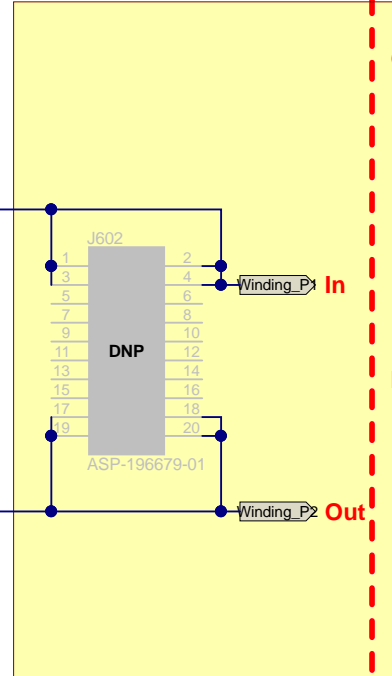 J602
1 2
3 4
Winding_P1 In
5 6
7 8
9 10
11 DNP 12
13 14
15 16
17 18
19 20
ASP-196679-01
Winding_P2 Out